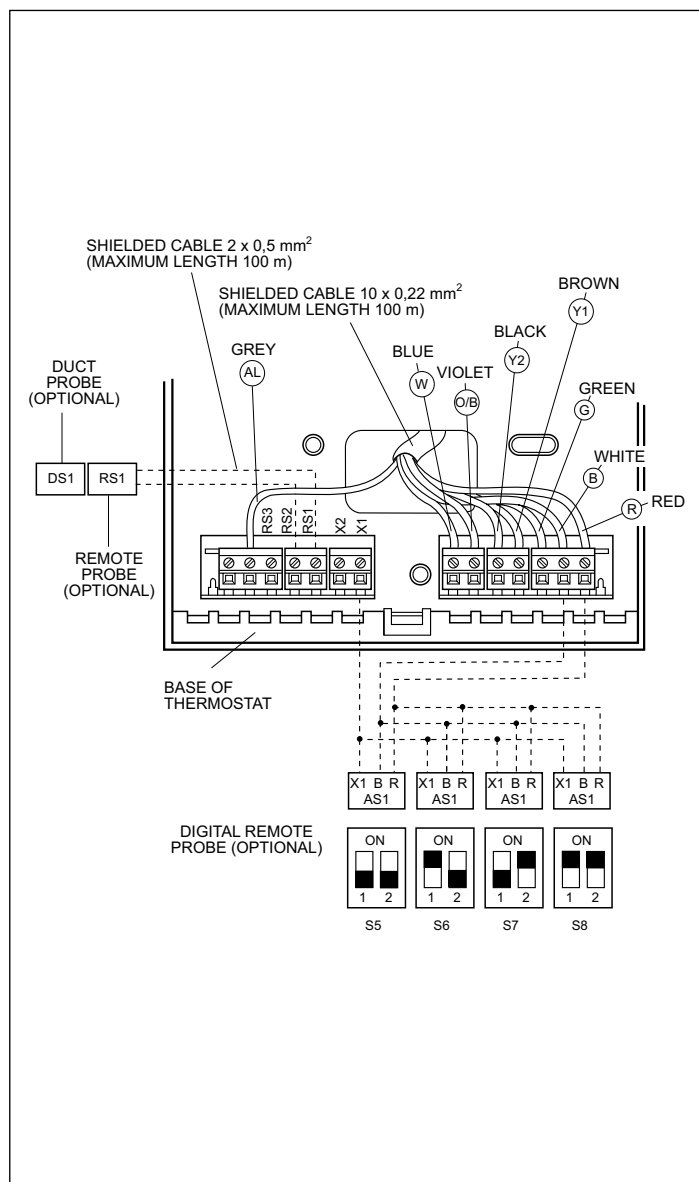 SHIELDED CABLE 2 x 0,5 mm²
(MAXIMUM LENGTH 100 m)
SHIELDED CABLE 10 x 0,22 mm²
(MAXIMUM LENGTH 100 m)
BROWN
Y1
BLACK
Y2
BLUE
W
VIOLET
O/B
GREY
AL
GREEN
G
WHITE
B
R RED
DUCT
PROBE
(OPTIONAL)
DS1 RS1
REMOTE
PROBE
(OPTIONAL)
RS3
RS2
RS1
X2
X1
BASE OF
THERMOSTAT
X1 B R
AS1
X1 B R
AS1
X1 B R
AS1
X1 B R
AS1
DIGITAL REMOTE
PROBE (OPTIONAL)
ON
1 2
S5
ON
1 2
S6
ON
1 2
S7
ON
1 2
S8